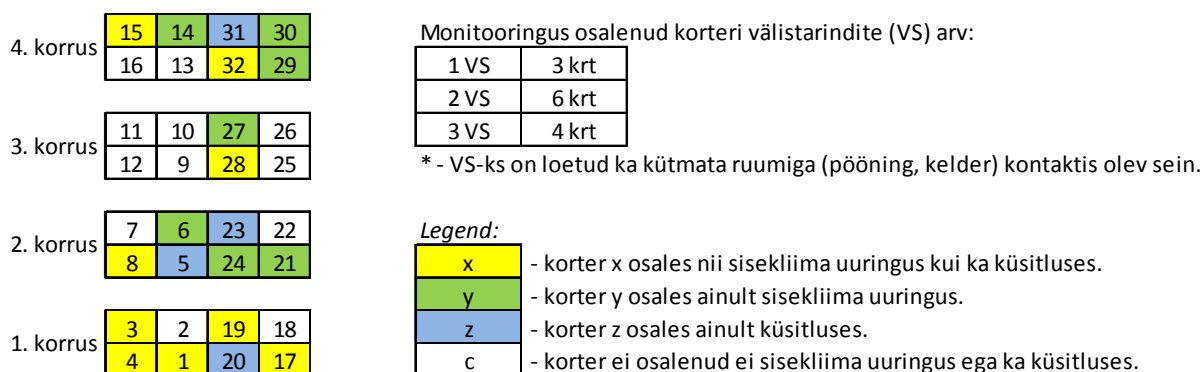 4. korrus
15 14 31 30
16 13 32 29
3. korrus
11 10 27 26
12 9 28 25
2. korrus
7 6 23 22
8 5 24 21
1. korrus
3 2 19 18
4 1 20 17
Monitooringus osalenud korteri välistarindite (VS) arv:
1 VS 3 krt
2 VS 6 krt
3 VS 4 krt
* - VS-ks on loetud ka kütmata ruumiga (pööning, kelder) kontaktis olev sein.
Legend:
x - korter x osales nii sisekliima uuringus kui ka küsitluses.
y - korter y osales ainult sisekliima uuringus.
z - korter z osales ainult küsitluses.
c - korter ei osalenud ei sisekliima uuringus ega ka küsitluses.